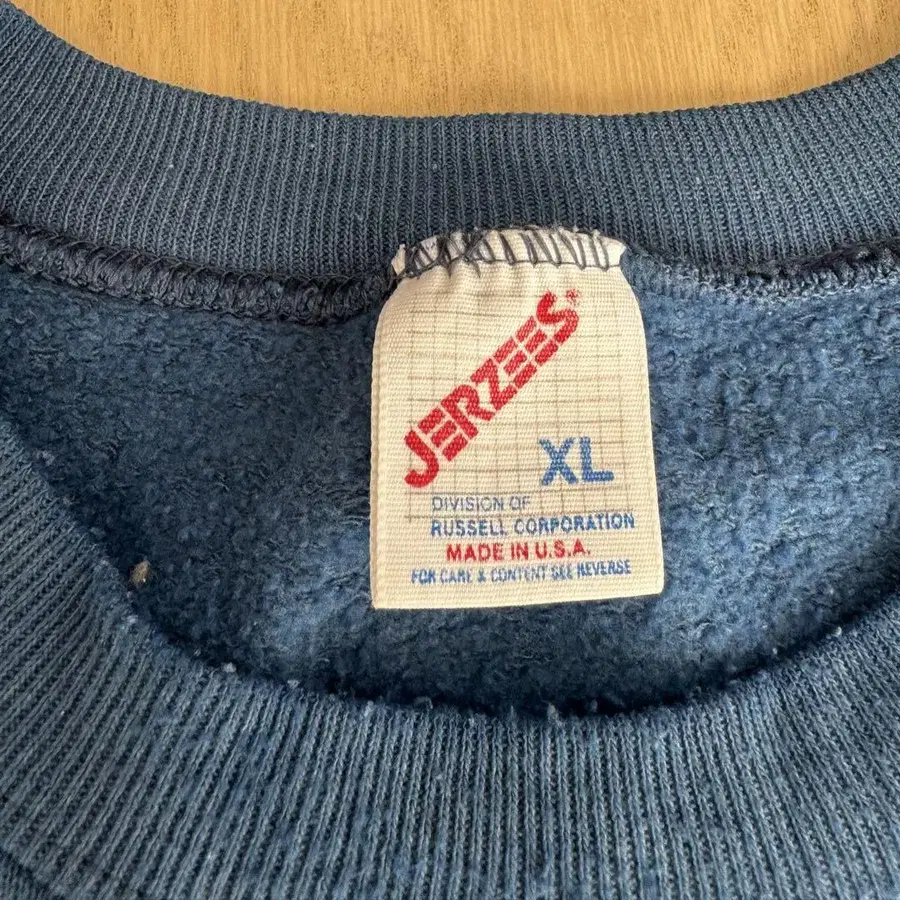 JERZEES®
XL
DIVISION OF
RUSSELL CORPORATION
MADE IN U.S.A.
FOR CARE & CONTENT SEE REVERSE